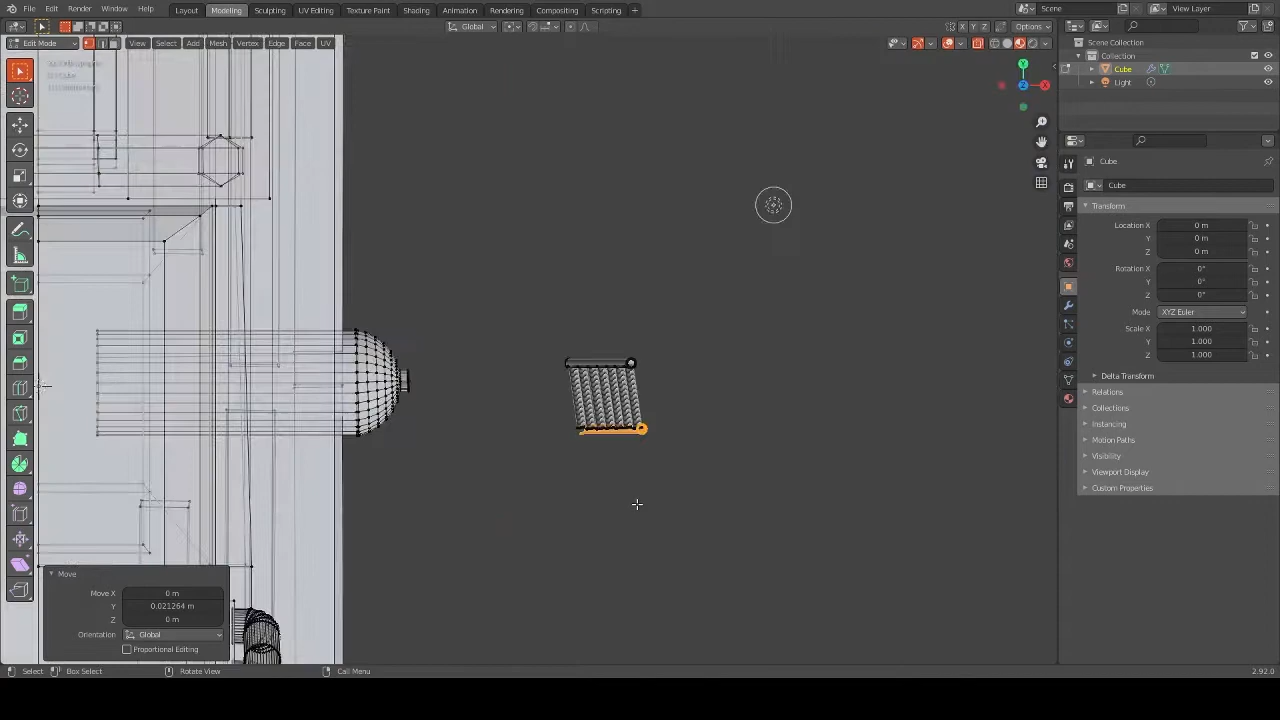 File Edit Render Window Help Layout Modeling Sculpting UV Editing Texture Paint Shading Animation Rendering Compositing Scripting + Scene View Layer
Global Options
Edit Mode View Select Add Mesh Vertex Edge Face UV
Scene Collection
Collection
Cube
Light
Y
X
Z
Cube
Cube
Transform
Location X 0 m
Y 0 m
Z 0 m
Rotation X 0°
Y 0°
Z 0°
Mode XYZ Euler
Scale X 1.000
Y 1.000
Z 1.000
Delta Transform
Relations
Collections
Instancing
Motion Paths
Visibility
Viewport Display
Custom Properties
Move
Move X 0 m
Y 0.021264 m
Z 0 m
Orientation Global
Proportional Editing
Select Box Select Rotate View Call Menu 2.92.0